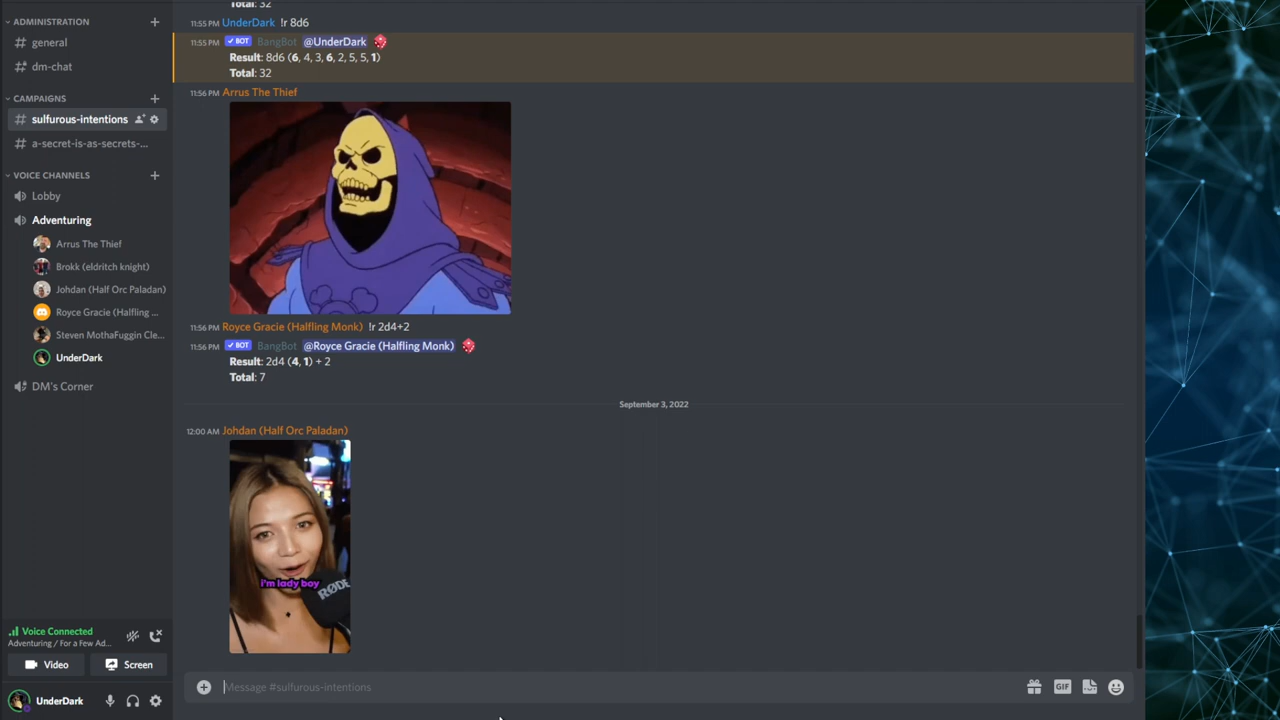 ADMINISTRATION
general
dm-chat
CAMPAIGNS
sulfurous-intentions
a-secret-is-as-secrets-...
VOICE CHANNELS
Lobby
Adventuring
Arrus The Thief
Brokk (eldritch knight)
Johdan (Half Orc Paladan)
Royce Gracie (Halfling ...
Steven MothaFuggin Cle...
UnderDark
DM's Corner
Voice Connected
Adventuring / For a Few Ad...
Video
Screen
UnderDark
Total: 32
11:55 PM UnderDark !r 8d6
11:55 PM ✓ BOT BangBot @UnderDark
Result: 8d6 (6, 4, 3, 6, 2, 5, 5, 1)
Total: 32
11:56 PM Arrus The Thief
11:56 PM Royce Gracie (Halfling Monk) !r 2d4+2
11:56 PM ✓ BOT BangBot @Royce Gracie (Halfling Monk)
Result: 2d4 (4, 1) + 2
Total: 7
September 3, 2022
12:00 AM Johdan (Half Orc Paladan)
i'm lady boy
RØDE
Message #sulfurous-intentions
GIF